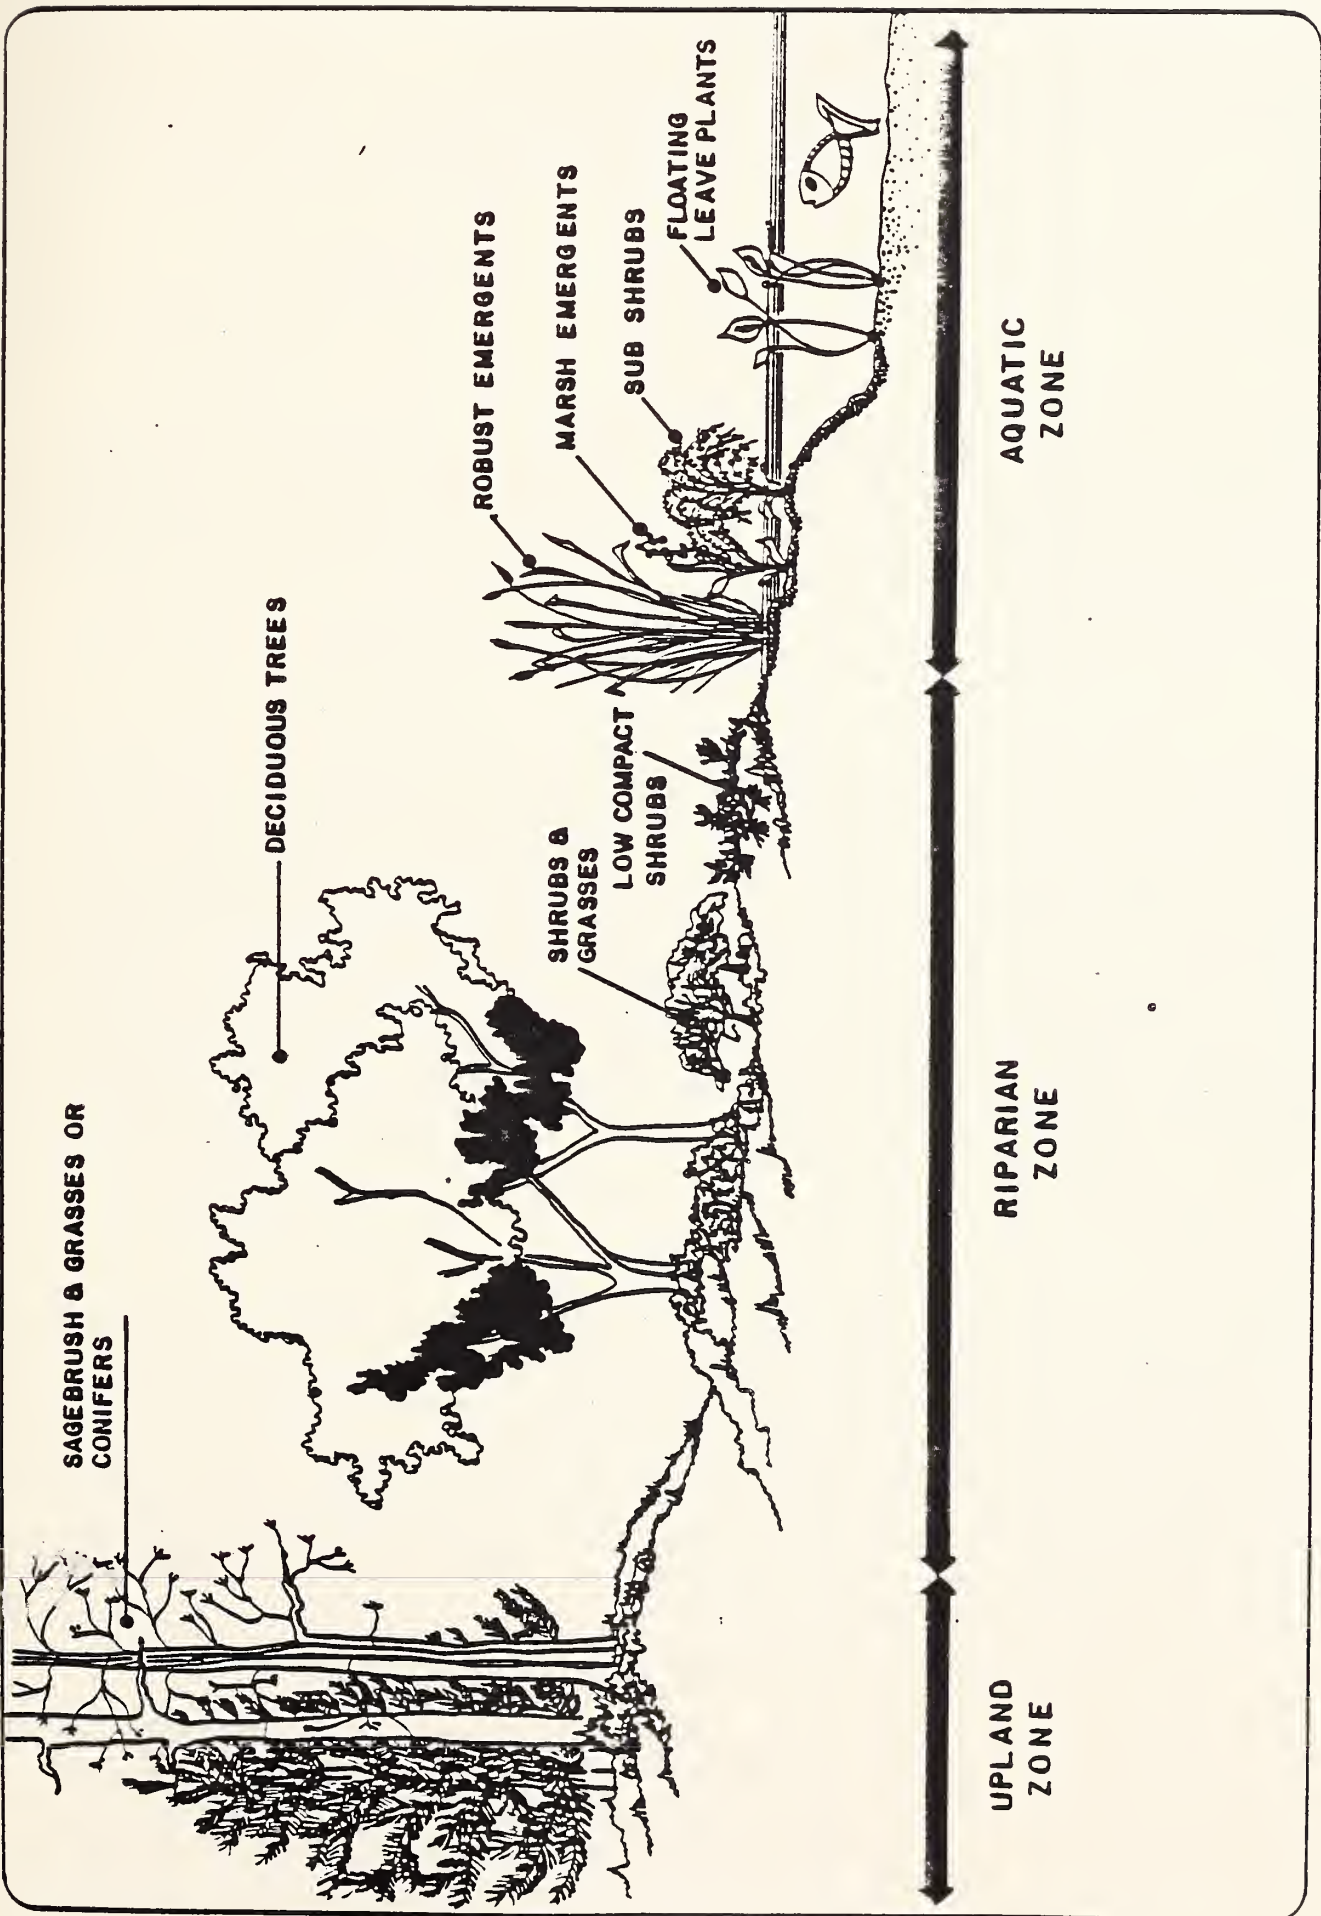 SAGEBRUSH & GRASSES OR
CONIFERS
DECIDUOUS TREES
SHRUBS &
GRASSES
LOW COMPACT
SHRUBS
ROBUST EMERGENTS
MARSH EMERGENTS
SUB SHRUBS
FLOATING
LEAVE PLANTS
UPLAND
ZONE
RIPARIAN
ZONE
AQUATIC
ZONE